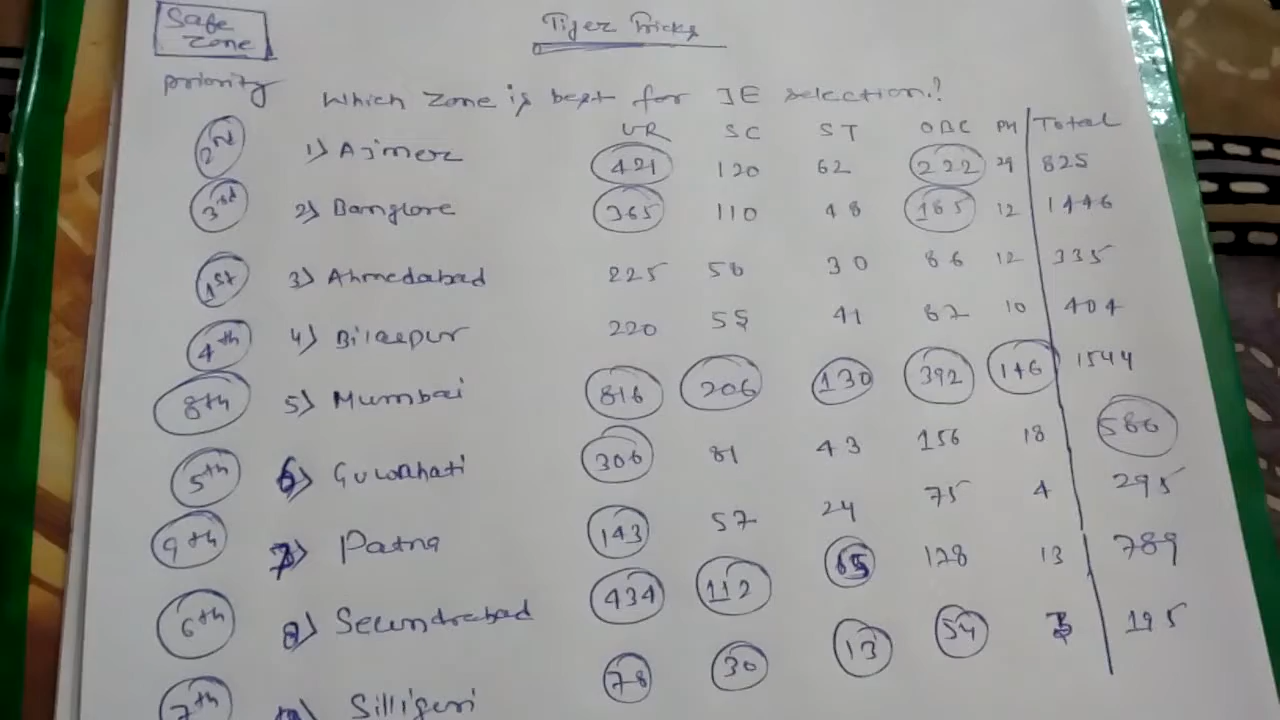 Safe Zone
Tiger Tricks
priority
Which Zone is best for JE selection.?
UR SC ST OBC PH Total
2nd 1) Ajmer 421 120 62 222 29 825
3rd 2) Banglore 365 110 48 185 12 1446
1st 3) Ahmedabad 225 50 30 86 12 335
4th 4) Bilaspur 220 55 41 87 10 404
8th 5) Mumbai 816 206 130 392 146 1544
5th 6) Guwahati 306 81 43 156 18 586
9th 7) Patna 143 57 24 75 4 295
6th 8) Secundrabad 434 112 65 128 13 789
7th Silliguri 78 30 13 54 195